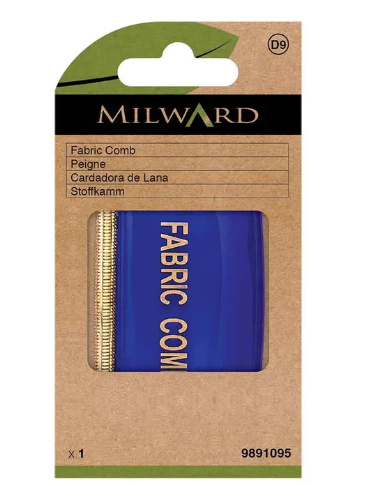 D9
MILWARD
Fabric Comb
Peigne
Cardadora de Lana
Stoffkamm
FABRIC COM
x 1
9891095